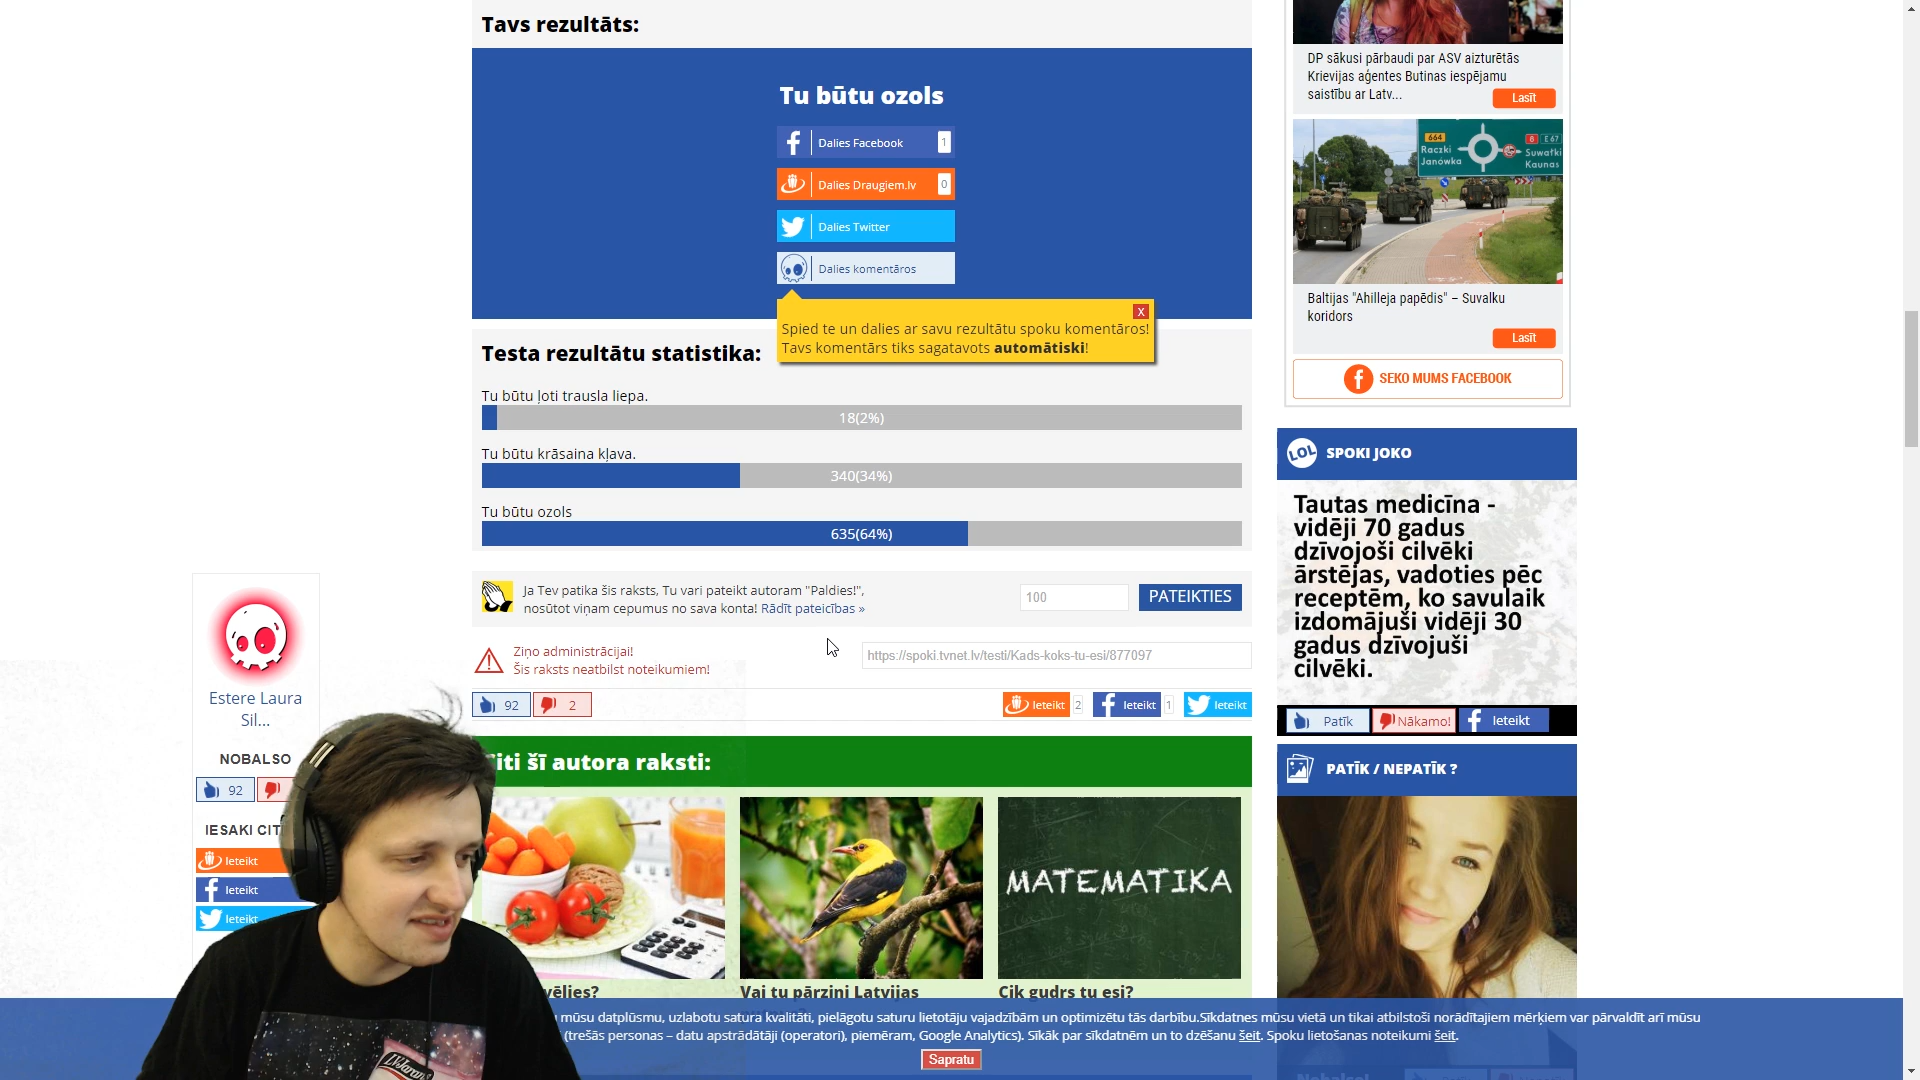 Tavs rezultāts:
Tu būtu ozols
Dalies Facebook
1
Dalies Draugiem.lv
0
Dalies Twitter
Dalies komentāros
X
Spied te un dalies ar savu rezultātu spoku komentāros!
Tavs komentārs tiks sagatavots automātiski!
Testa rezultātu statistika:
Tu būtu ļoti trausla liepa.
18(2%)
Tu būtu krāsaina kļava.
340(34%)
Tu būtu ozols
635(64%)
Ja Tev patika šis raksts, Tu vari pateikt autoram "Paldies!",
nosūtot viņam cepumus no sava konta! Rādīt pateicības »
100
PATEIKTIES
Ziņo administrācijai!
Šis raksts neatbilst noteikumiem!
https://spoki.tvnet.lv/testi/Kads-koks-tu-esi/877097
92
2
Ieteikt
2
Ieteikt
1
Ieteikt
Estere Laura
Sil...
NOBALSO
92
IESAKI
Ieteikt
Ieteikt
Ieteikt
šī autora raksti:
MATEMATIKA
Vai tu pārzini Latvijas
Cik gudrs tu esi?
DP sākusi pārbaudi par ASV aizturētās
Krievijas aģentes Butinas iespējamu
saistību ar Latv...
Lasīt
664
8
E 67
Raczki
Janówka
Suwałki
Kaunas
Baltijas "Ahilleja papēdis" – Suvalku
koridors
Lasīt
SEKO MUMS FACEBOOK
LOL
SPOKI JOKO
Tautas medicīna -
vidēji 70 gadus
dzīvojoši cilvēki
ārstējas, vadoties pēc
receptēm, ko savulaik
izdomājuši vidēji 30
gadus dzīvojuši
cilvēki.
Patīk
Nākamo!
Ieteikt
PATĪK / NEPATĪK ?
mūsu datplūsmu, uzlabotu satura kvalitāti, pielāgotu saturu lietotāju vajadzībām un optimizētu tās darbību.Sīkdatnes mūsu vietā un tikai atbilstoši norādītajiem mērķiem var pārvaldīt arī mūsu
(trešās personas – datu apstrādātāji (operatori), piemēram, Google Analytics). Sīkāk par sīkdatnēm un to dzēšanu šeit. Spoku lietošanas noteikumi šeit.
Sapratu